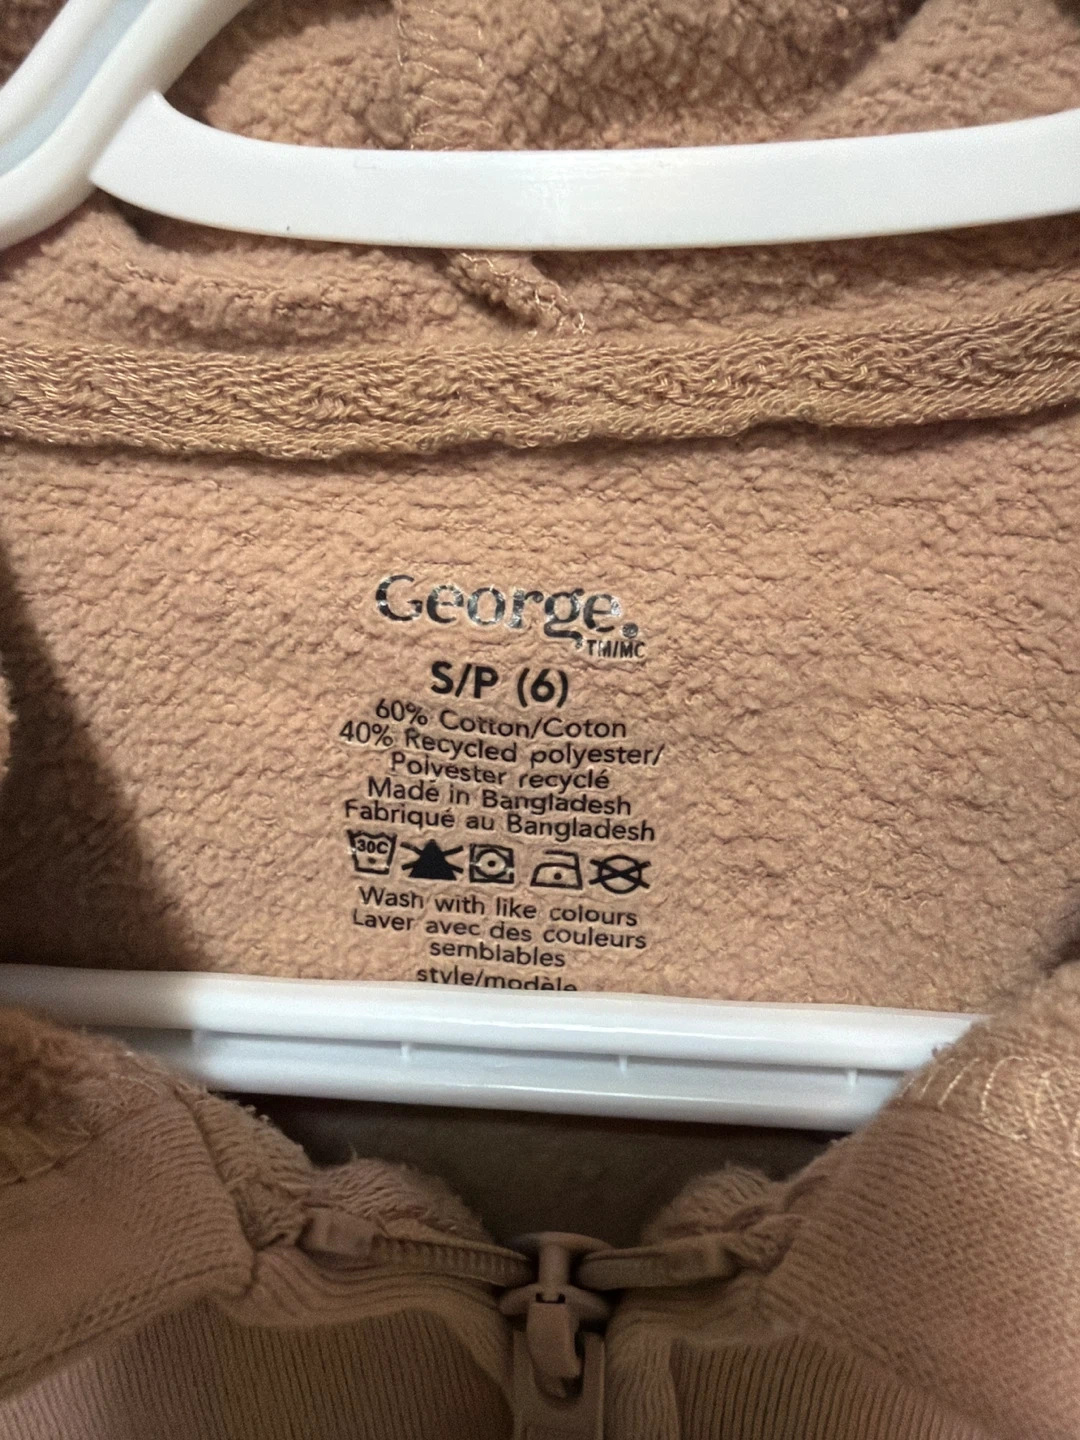 George.
TM/MC
S/P (6)
60% Cotton/Coton
40% Recycled polyester/
Polyester recyclé
Made in Bangladesh
Fabriqué au Bangladesh
30C
Wash with like colours
Laver avec des couleurs
semblables
style/modèle